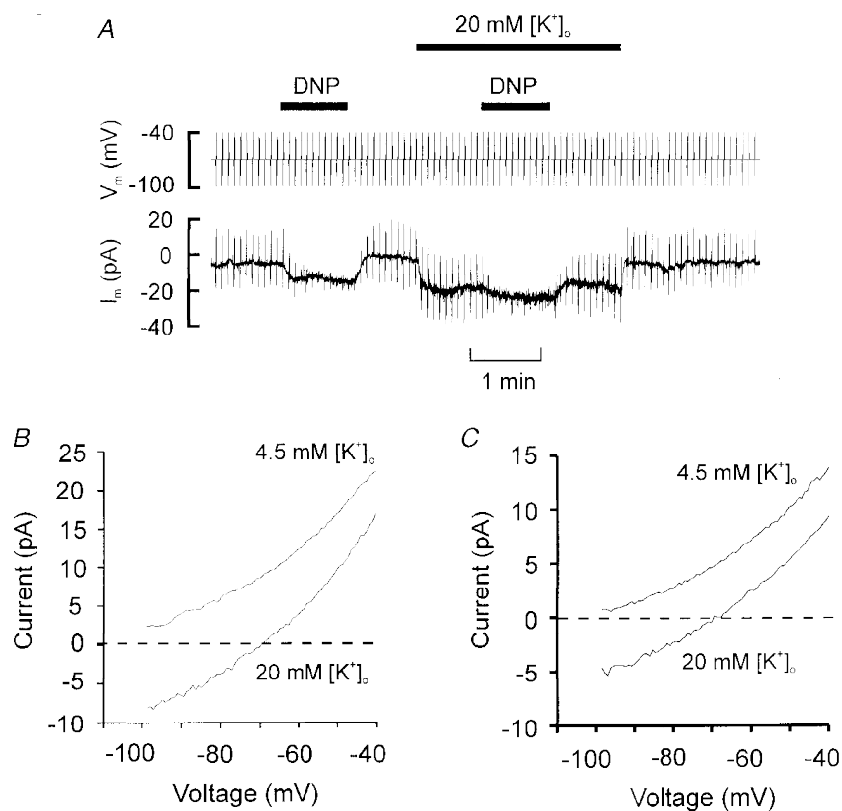 A
20 mM [K⁺]ₒ
DNP DNP
-40
Vₘ (mV)
-100
20
0
Iₘ (pA)
-20
-40
1 min
B
25
20
15
10
5
0
-5
-10
Current (pA)
4.5 mM [K⁺]ₒ
20 mM [K⁺]ₒ
-100 -80 -60 -40
Voltage (mV)
C
15
10
5
0
-5
-10
Current (pA)
4.5 mM [K⁺]ₒ
20 mM [K⁺]ₒ
-100 -80 -60 -40
Voltage (mV)